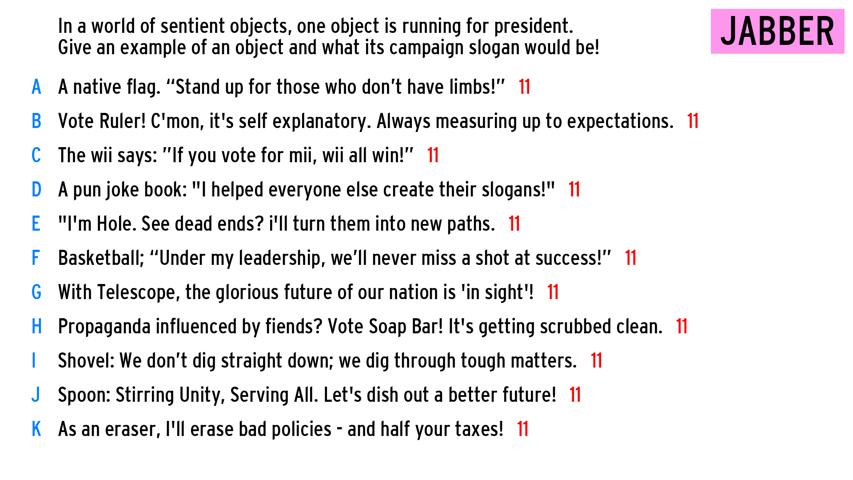 In a world of sentient objects, one object is running for president.
Give an example of an object and what its campaign slogan would be!
JABBER
A A native flag. “Stand up for those who don’t have limbs!” 11
B Vote Ruler! C'mon, it's self explanatory. Always measuring up to expectations. 11
C The wii says: ”If you vote for mii, wii all win!” 11
D A pun joke book: "I helped everyone else create their slogans!" 11
E "I'm Hole. See dead ends? i'll turn them into new paths. 11
F Basketball; “Under my leadership, we’ll never miss a shot at success!” 11
G With Telescope, the glorious future of our nation is 'in sight'! 11
H Propaganda influenced by fiends? Vote Soap Bar! It's getting scrubbed clean. 11
I Shovel: We don’t dig straight down; we dig through tough matters. 11
J Spoon: Stirring Unity, Serving All. Let's dish out a better future! 11
K As an eraser, I'll erase bad policies - and half your taxes! 11